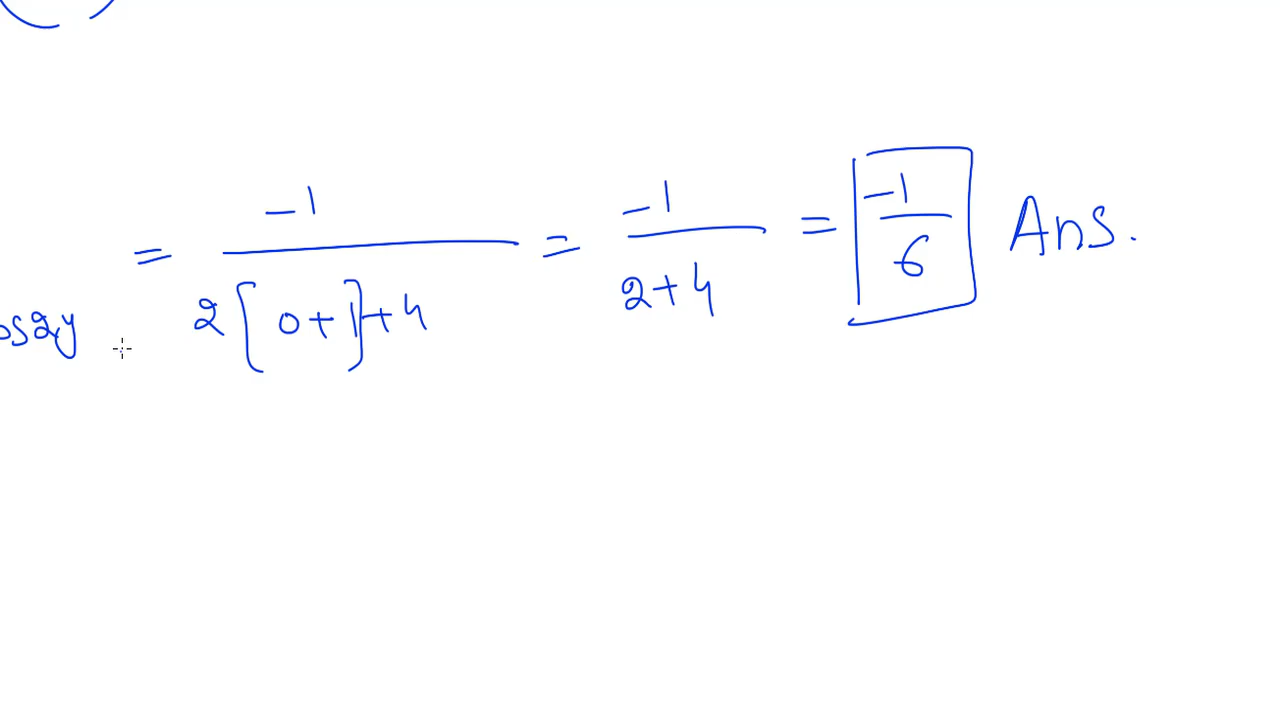 = -1 / 2[0+1]+4 = -1 / 2+4 = -1 / 6 Ans.
os2y